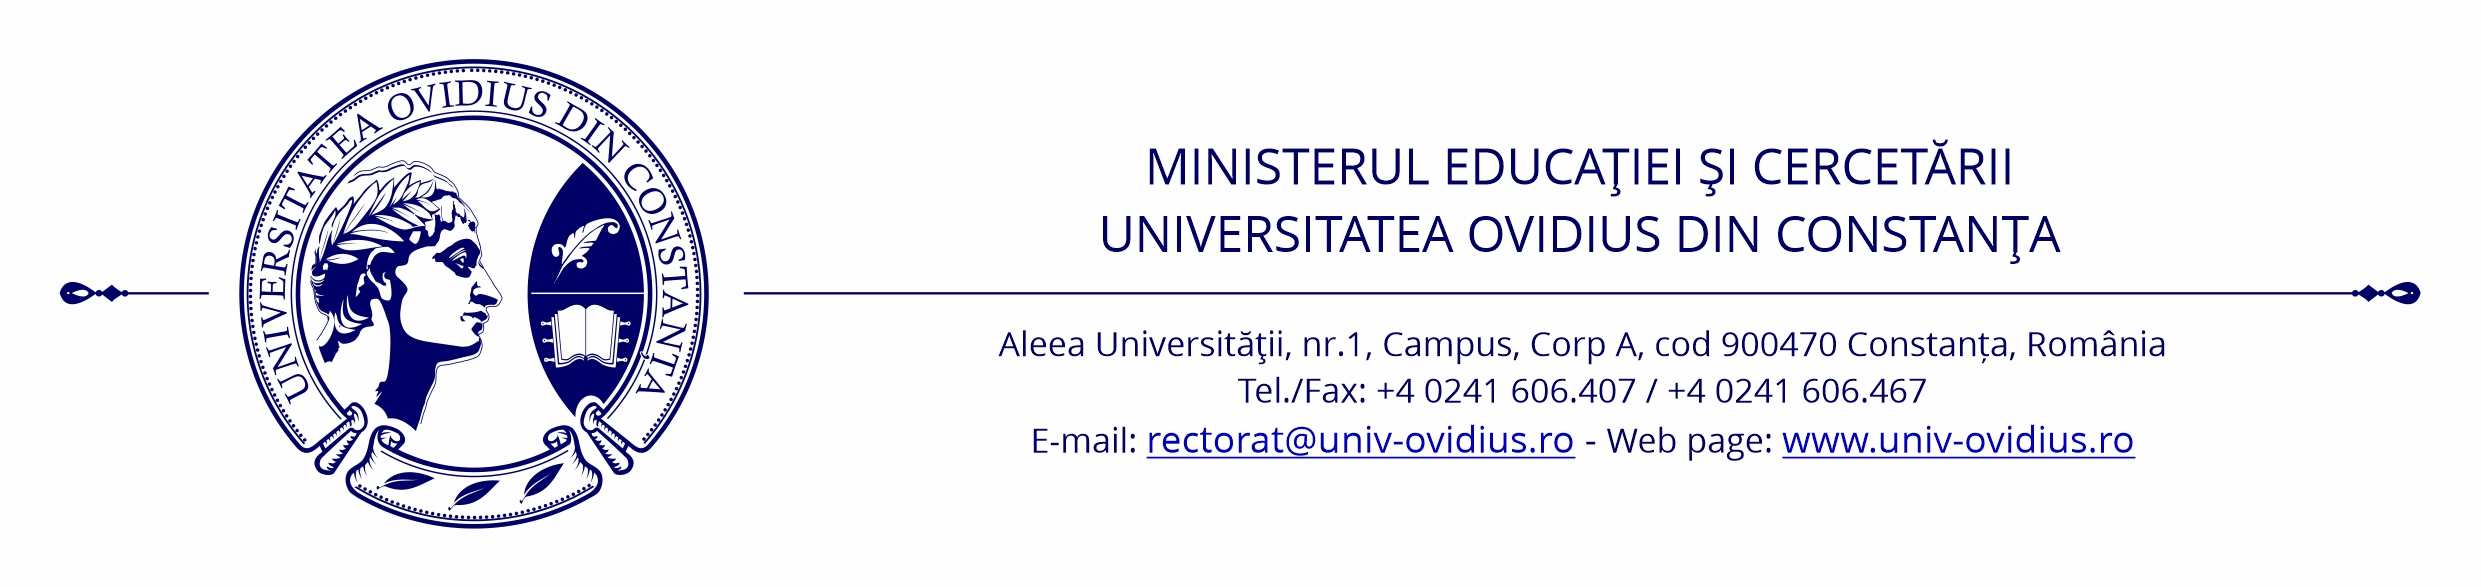 UNIVERSITATEA OVIDIUS DIN CONSTANȚA
MINISTERUL EDUCAŢIEI ŞI CERCETĂRII
UNIVERSITATEA OVIDIUS DIN CONSTANŢA
Aleea Universităţii, nr.1, Campus, Corp A, cod 900470 Constanța, România
Tel./Fax: +4 0241 606.407 / +4 0241 606.467
E-mail: rectorat@univ-ovidius.ro - Web page: www.univ-ovidius.ro